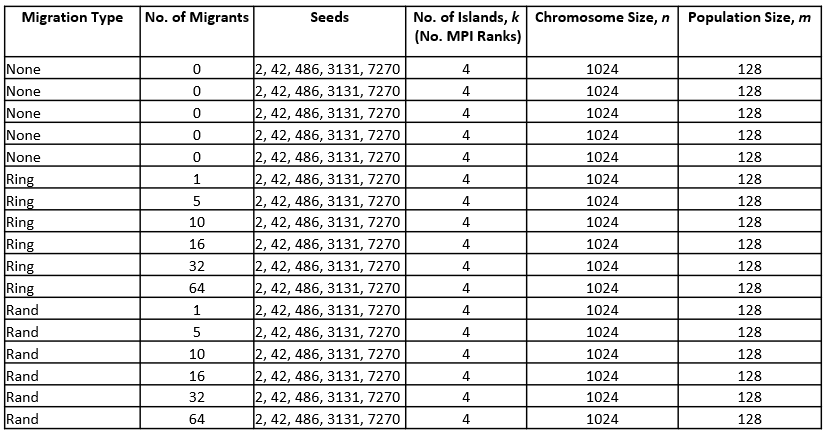 Migration Type No. of Migrants Seeds No. of Islands, k Chromosome Size, n Population Size, m
(No. MPI Ranks)
None 0 2, 42, 486, 3131, 7270 4 1024 128
None 0 2, 42, 486, 3131, 7270 4 1024 128
None 0 2, 42, 486, 3131, 7270 4 1024 128
None 0 2, 42, 486, 3131, 7270 4 1024 128
None 0 2, 42, 486, 3131, 7270 4 1024 128
Ring 1 2, 42, 486, 3131, 7270 4 1024 128
Ring 5 2, 42, 486, 3131, 7270 4 1024 128
Ring 10 2, 42, 486, 3131, 7270 4 1024 128
Ring 16 2, 42, 486, 3131, 7270 4 1024 128
Ring 32 2, 42, 486, 3131, 7270 4 1024 128
Ring 64 2, 42, 486, 3131, 7270 4 1024 128
Rand 1 2, 42, 486, 3131, 7270 4 1024 128
Rand 5 2, 42, 486, 3131, 7270 4 1024 128
Rand 10 2, 42, 486, 3131, 7270 4 1024 128
Rand 16 2, 42, 486, 3131, 7270 4 1024 128
Rand 32 2, 42, 486, 3131, 7270 4 1024 128
Rand 64 2, 42, 486, 3131, 7270 4 1024 128